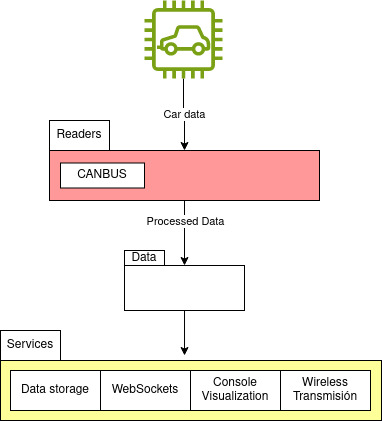 Car data
Readers
CANBUS
Processed Data
Data
Services
Data storage
WebSockets
Console
Visualization
Wireless
Transmisión